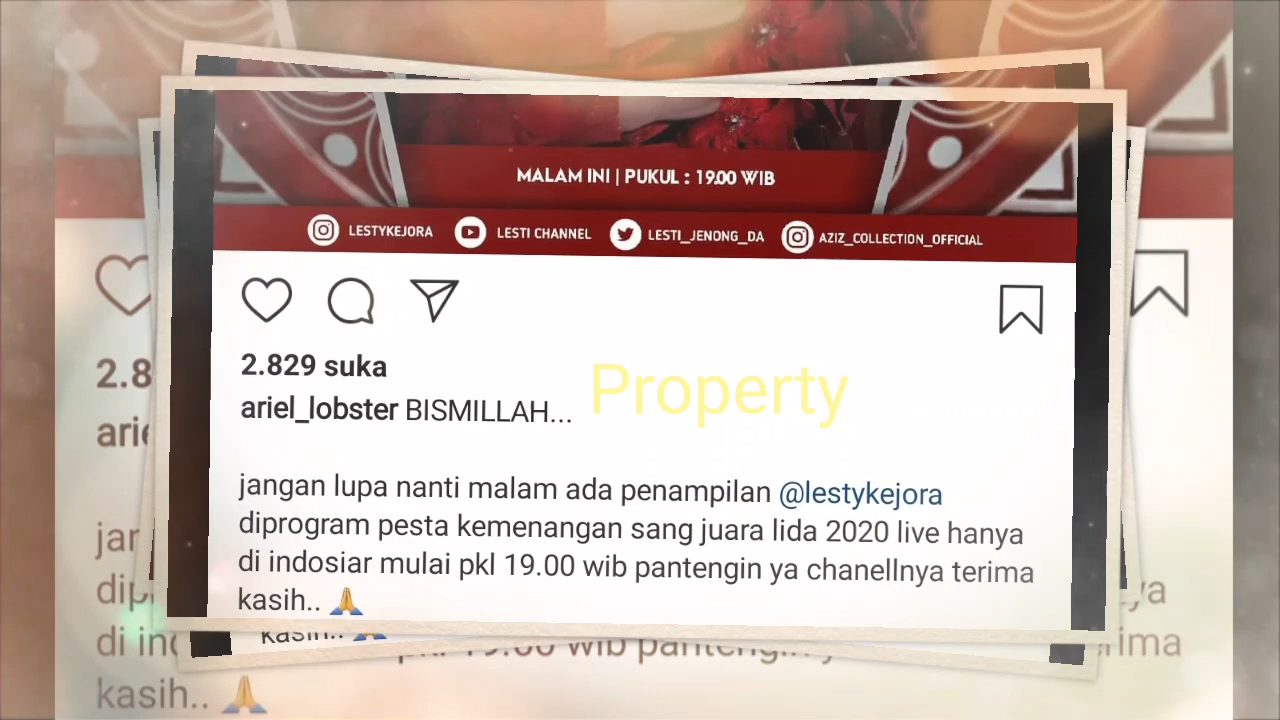 MALAM INI | PUKUL : 19.00 WIB
LESTYKEJORA LESTI CHANNEL LESTI_JENONG_DA AZIZ_COLLECTION_OFFICIAL
2.829 suka
ariel_lobster BISMILLAH...
Property
jangan lupa nanti malam ada penampilan @lestykejora
diprogram pesta kemenangan sang juara lida 2020 live hanya
di indosiar mulai pkl 19.00 wib pantengin ya chanellnya terima
kasih.. 🙏